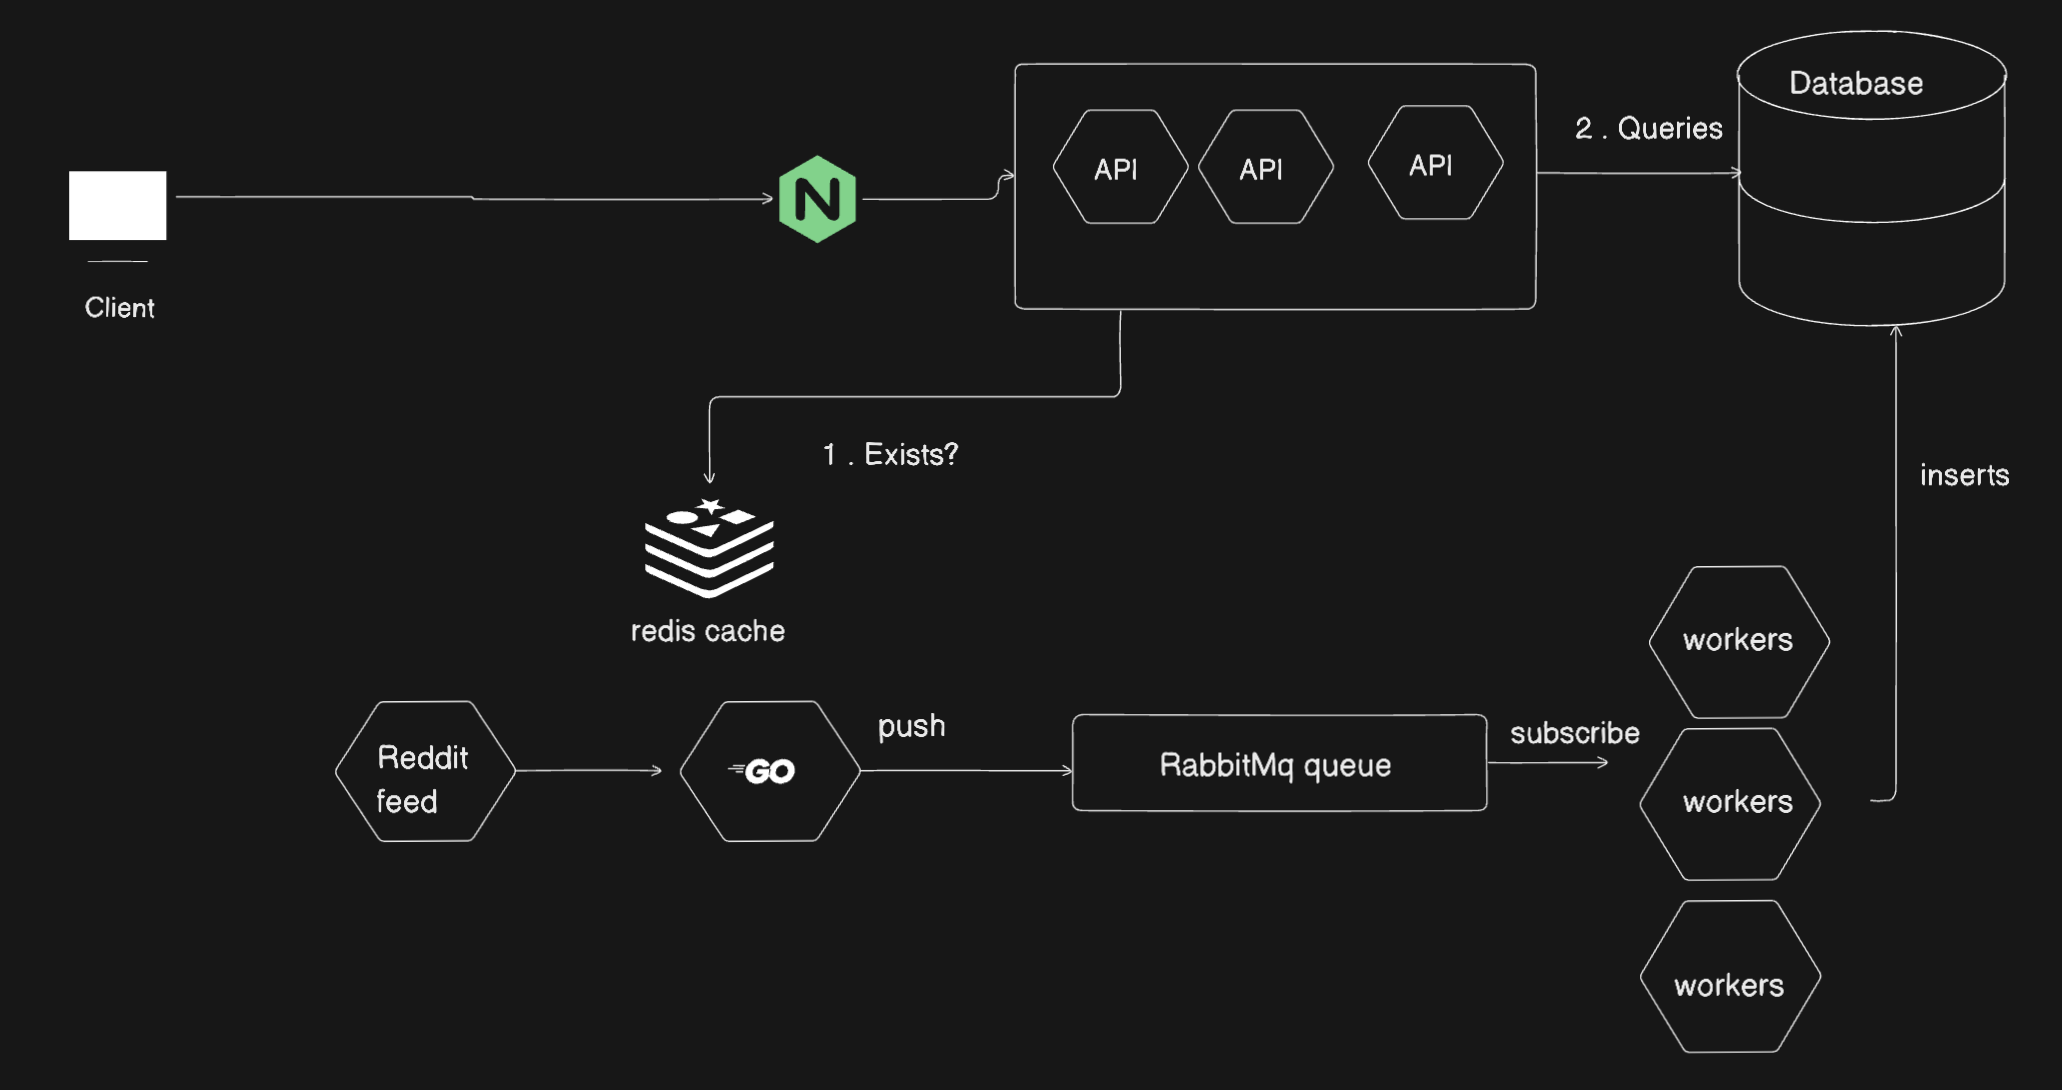 Database
2 . Queries
API
API
API
N
Client
1 . Exists?
inserts
redis cache
workers
push
subscribe
Reddit
feed
GO
RabbitMq queue
workers
workers